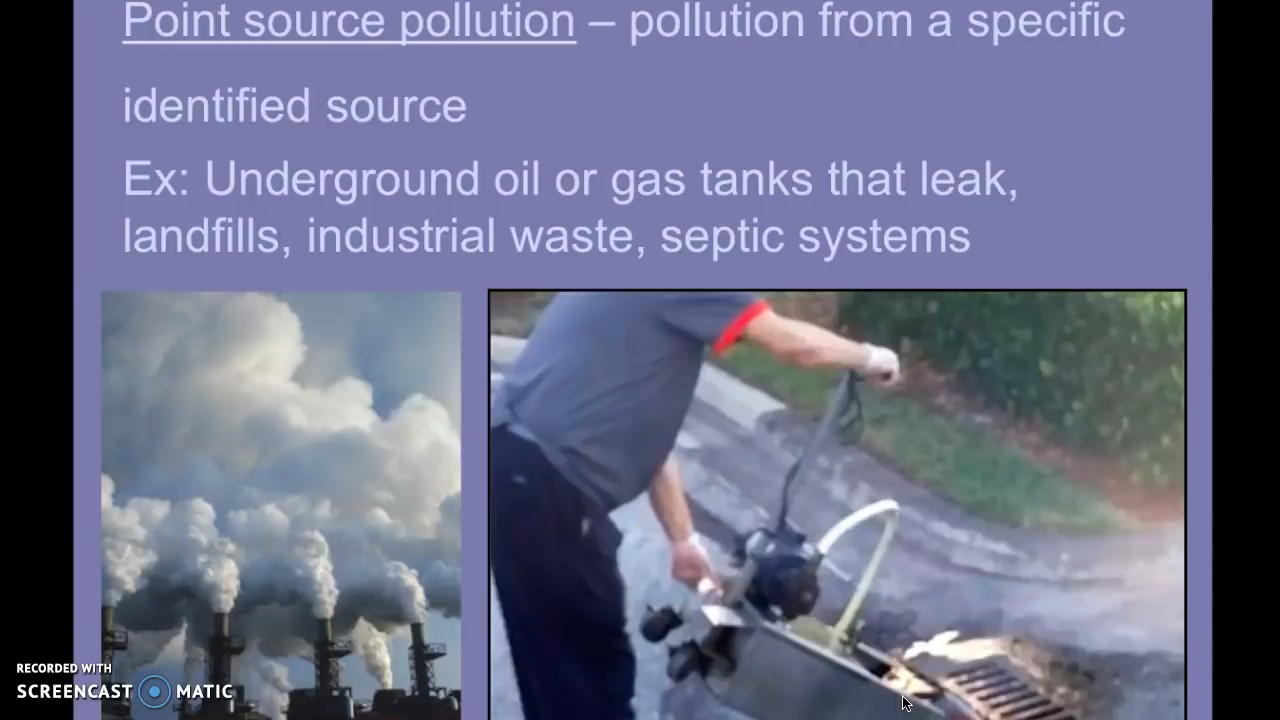 Point source pollution – pollution from a specific
identified source
Ex: Underground oil or gas tanks that leak,
landfills, industrial waste, septic systems
RECORDED WITH
SCREENCAST MATIC